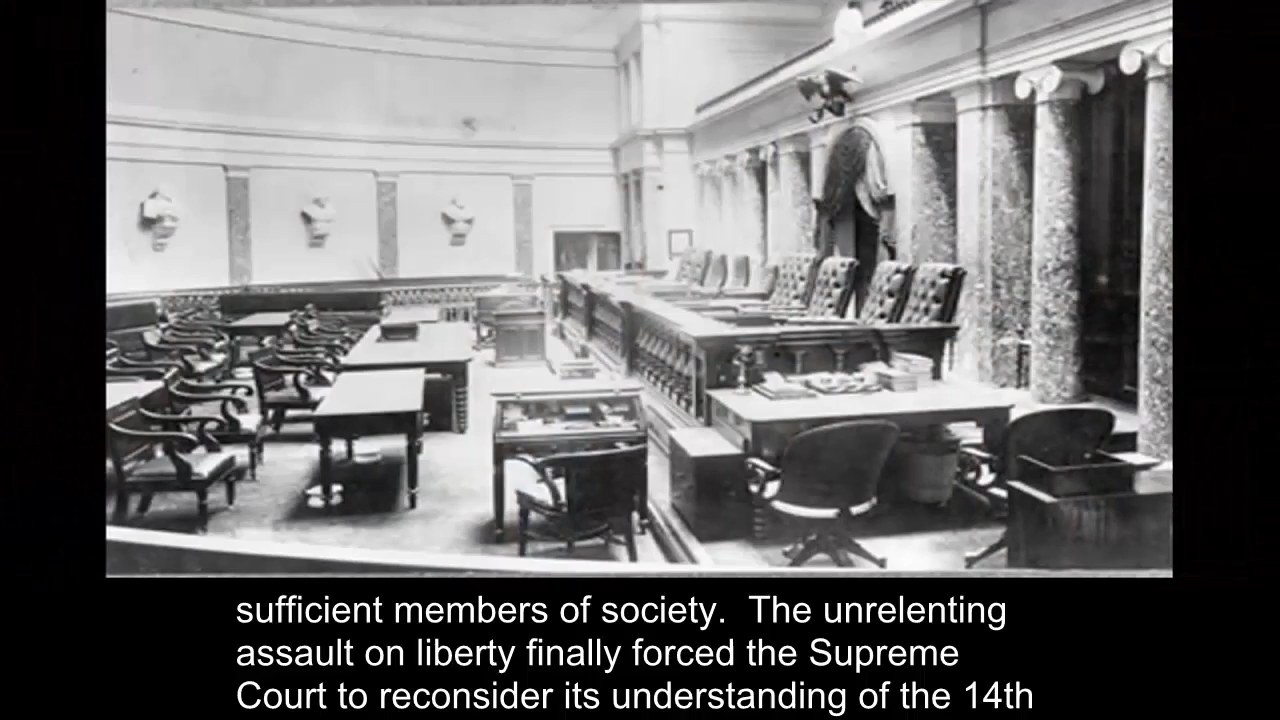 sufficient members of society.  The unrelenting
assault on liberty finally forced the Supreme
Court to reconsider its understanding of the 14th